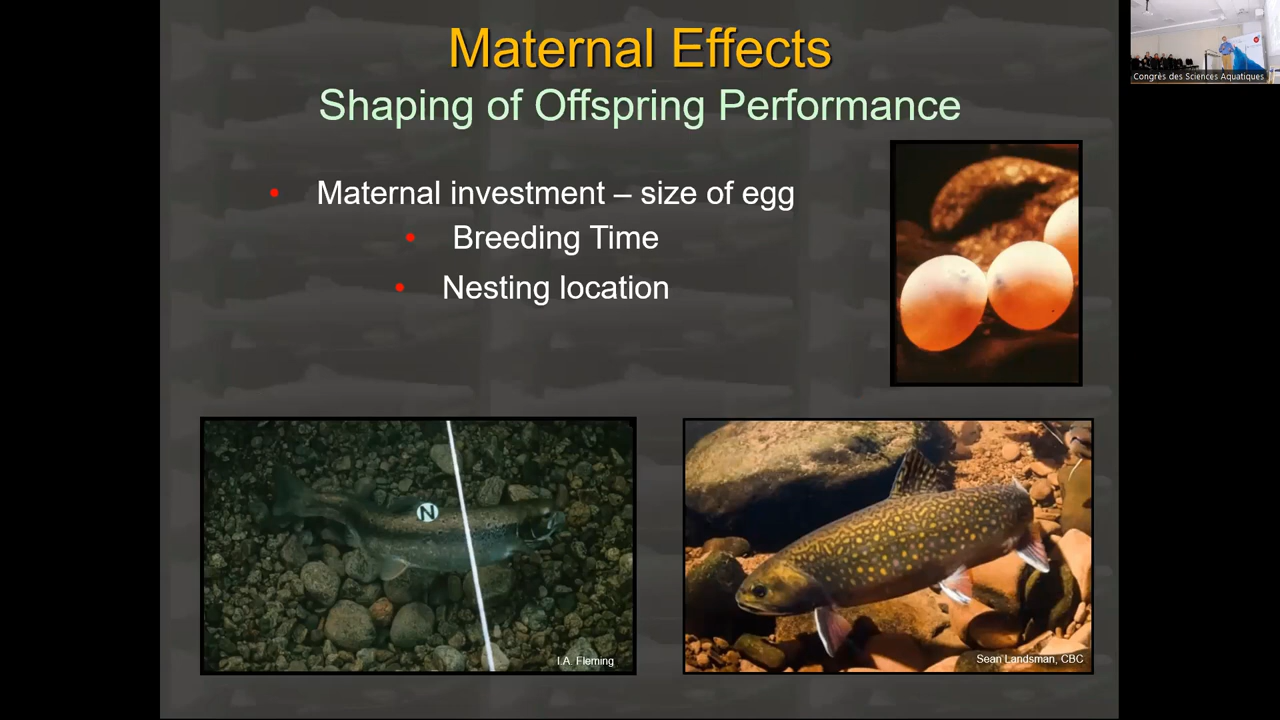 Maternal Effects
Shaping of Offspring Performance
• Maternal investment – size of egg
• Breeding Time
• Nesting location
N
I.A. Fleming
Sean Landsman, CBC
Congrès des Sciences Aquatiques